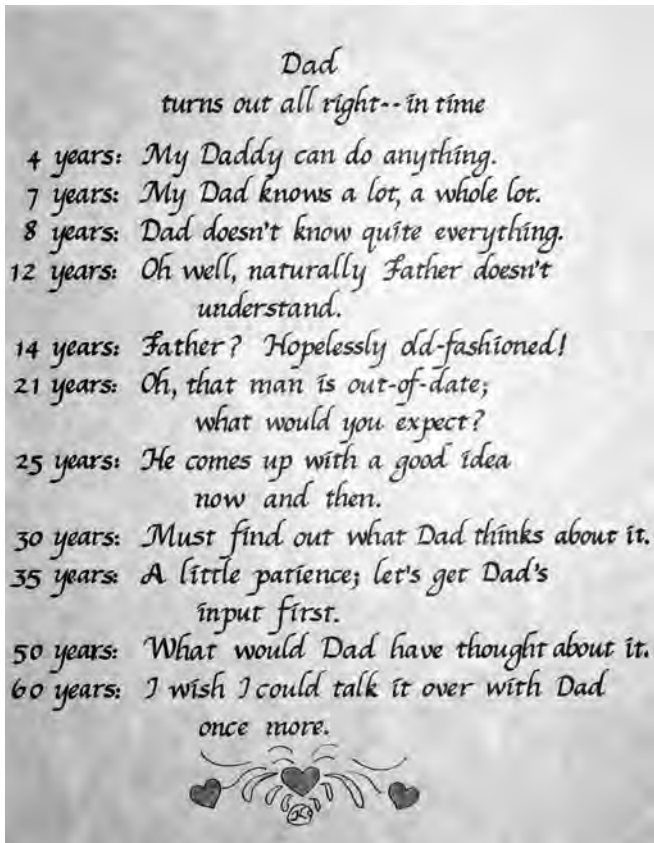 Dad
turns out all right--in time
4 years: My Daddy can do anything.
7 years: My Dad knows a lot, a whole lot.
8 years: Dad doesn't know quite everything.
12 years: Oh well, naturally Father doesn't
understand.
14 years: Father? Hopelessly old-fashioned!
21 years: Oh, that man is out-of-date;
what would you expect?
25 years: He comes up with a good idea
now and then.
30 years: Must find out what Dad thinks about it.
35 years: A little patience; let's get Dad's
input first.
50 years: What would Dad have thought about it.
60 years: I wish I could talk it over with Dad
once more.